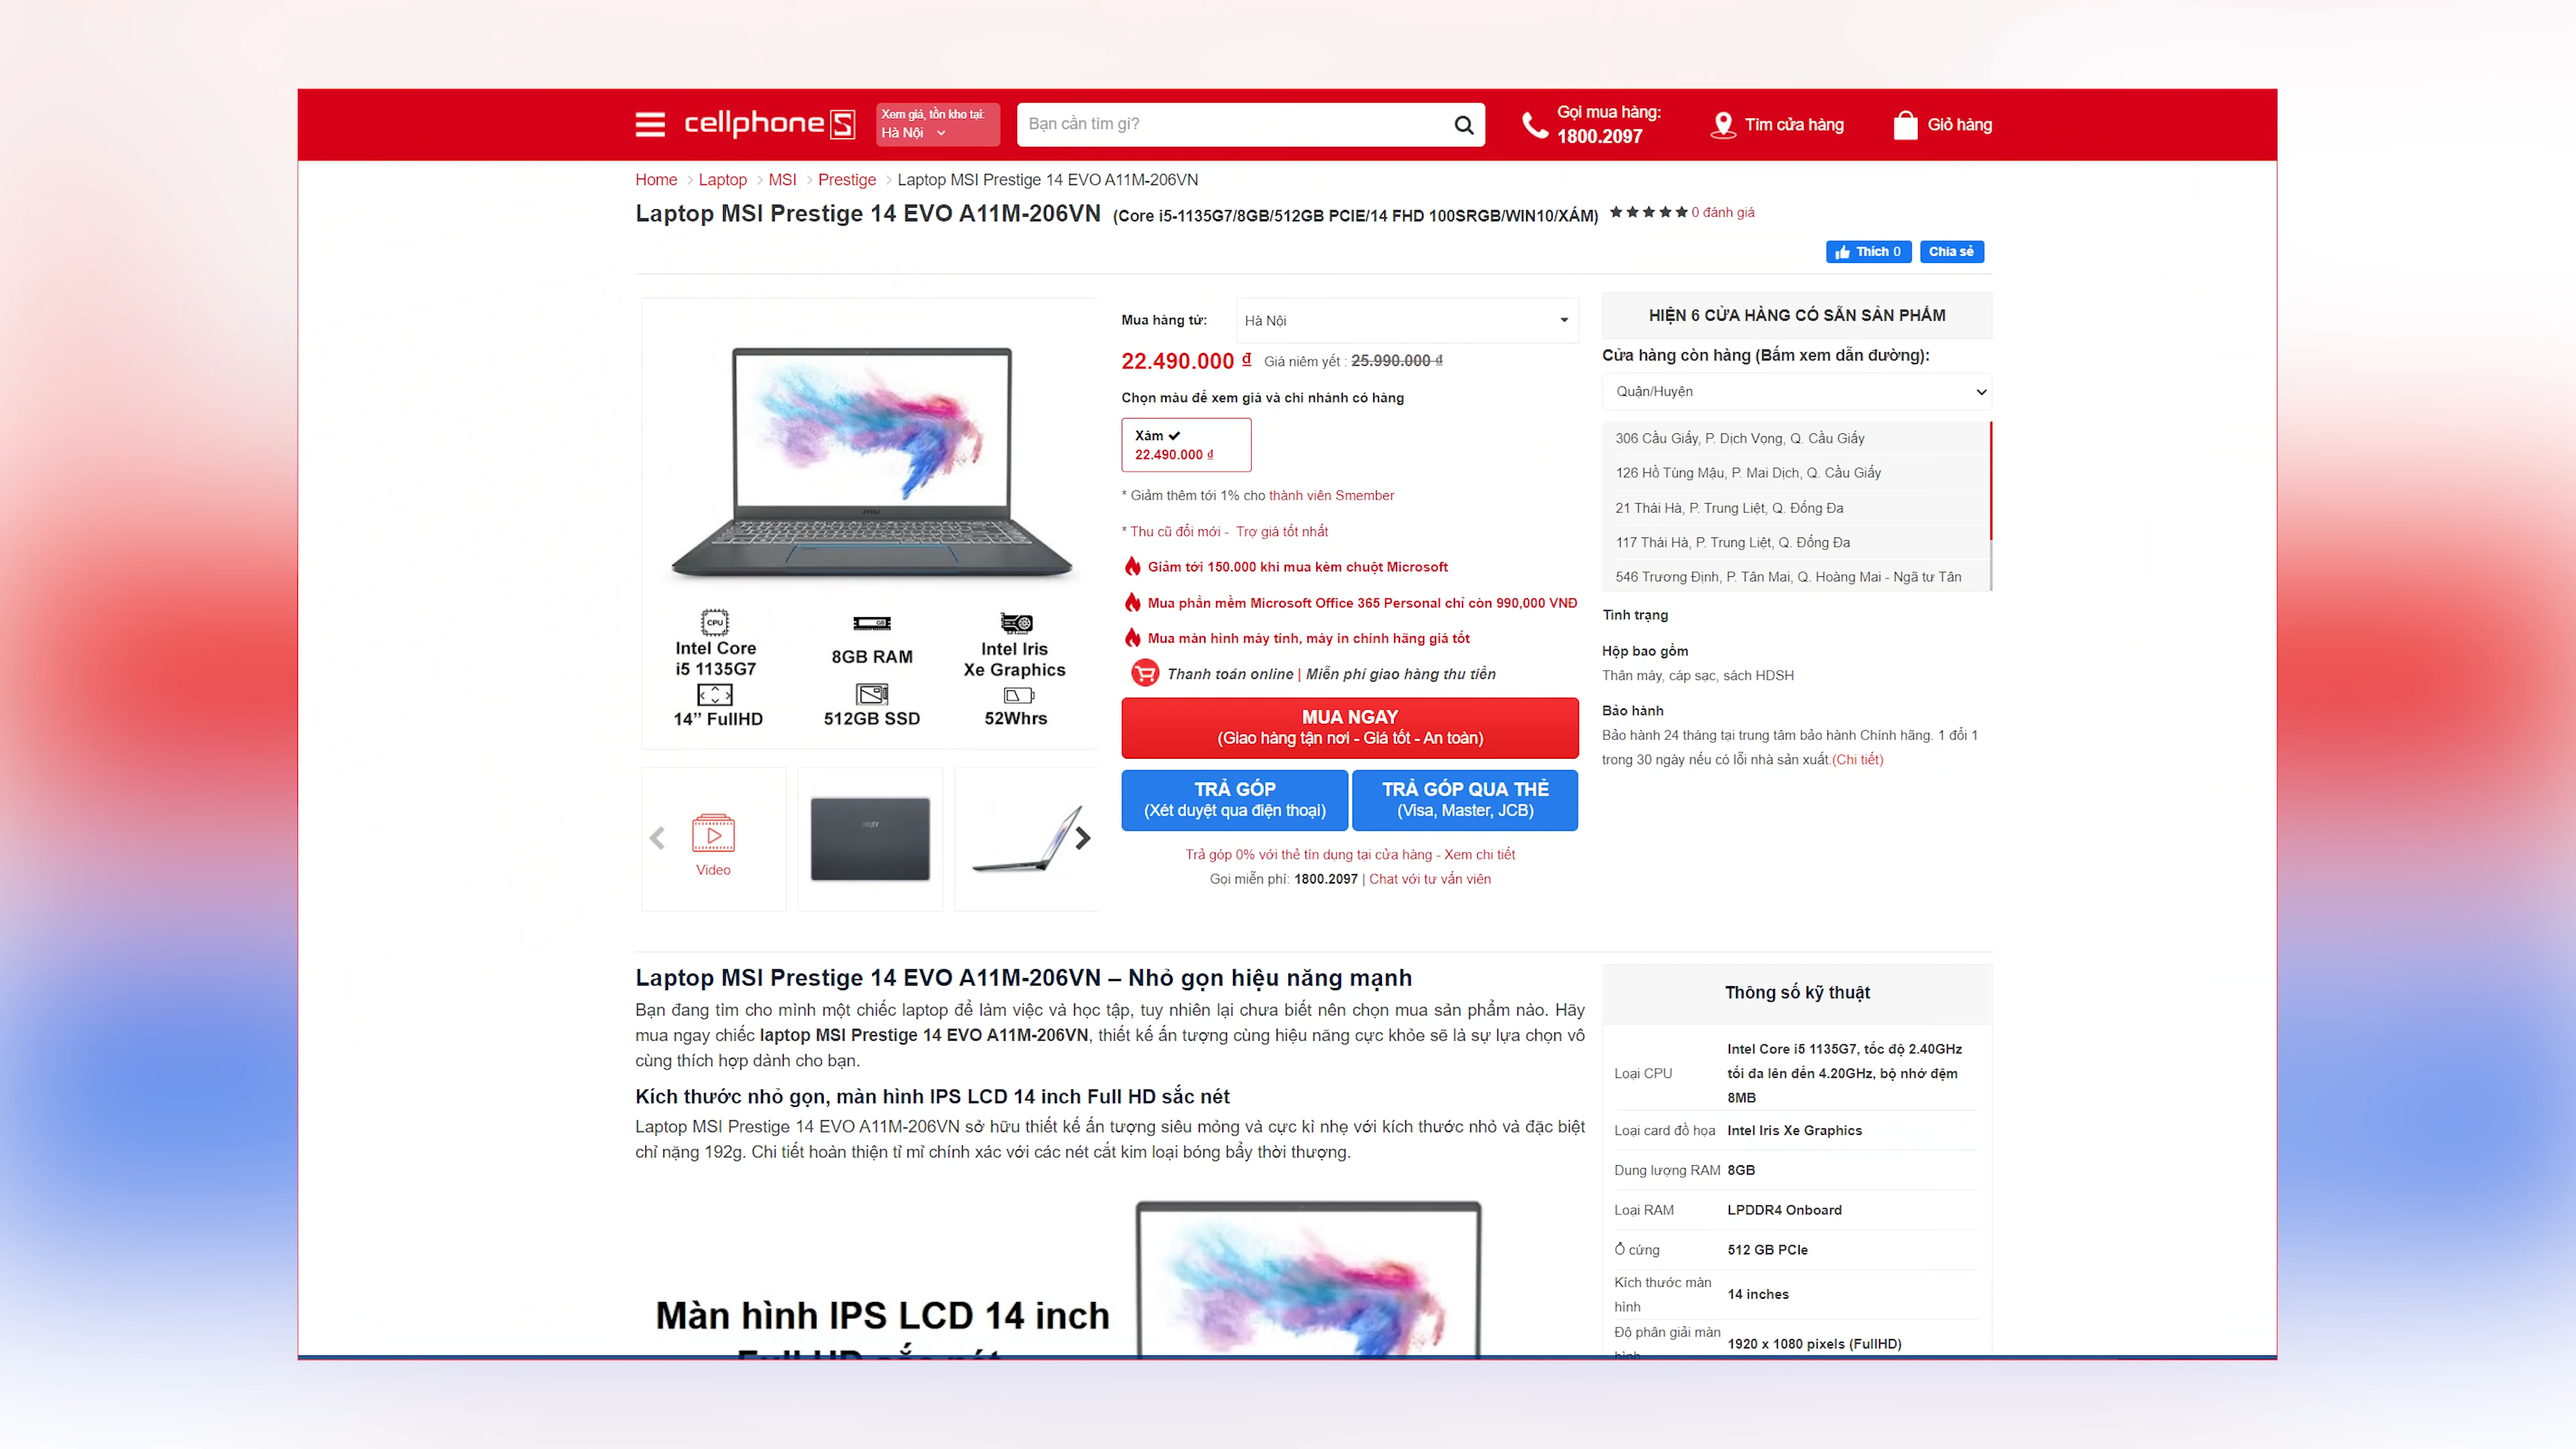 cellphoneS
Xem giá, tồn kho tại:
Hà Nội
Bạn cần tìm gì?
Gọi mua hàng:
1800.2097
Tìm cửa hàng
Giỏ hàng
Home > Laptop > MSI > Prestige > Laptop MSI Prestige 14 EVO A11M-206VN
Laptop MSI Prestige 14 EVO A11M-206VN (Core i5-1135G7/8GB/512GB PCIE/14 FHD 100SRGB/WIN10/XÁM) ★★★★★ 0 đánh giá
Thích 0
Chia sẻ
msi
CPU
Intel Core
i5 1135G7
8GB RAM
Intel Iris
Xe Graphics
14” FullHD
512GB SSD
52Whrs
Video
msi
Mua hàng từ:
Hà Nội
22.490.000 ₫ Giá niêm yết : 25.990.000 ₫
Chọn màu để xem giá và chi nhánh có hàng
Xám ✔
22.490.000 ₫
* Giảm thêm tới 1% cho thành viên Smember
* Thu cũ đổi mới - Trợ giá tốt nhất
Giảm tới 150.000 khi mua kèm chuột Microsoft
Mua phần mềm Microsoft Office 365 Personal chỉ còn 990,000 VNĐ
Mua màn hình máy tính, máy in chính hãng giá tốt
Thanh toán online | Miễn phí giao hàng thu tiền
MUA NGAY
(Giao hàng tận nơi - Giá tốt - An toàn)
TRẢ GÓP
(Xét duyệt qua điện thoại)
TRẢ GÓP QUA THẺ
(Visa, Master, JCB)
Trả góp 0% với thẻ tín dụng tại cửa hàng - Xem chi tiết
Gọi miễn phí: 1800.2097 | Chat với tư vấn viên
HIỆN 6 CỬA HÀNG CÓ SẴN SẢN PHẨM
Cửa hàng còn hàng (Bấm xem dẫn đường):
Quận/Huyện
306 Cầu Giấy, P. Dịch Vọng, Q. Cầu Giấy
126 Hồ Tùng Mậu, P. Mai Dịch, Q. Cầu Giấy
21 Thái Hà, P. Trung Liệt, Q. Đống Đa
117 Thái Hà, P. Trung Liệt, Q. Đống Đa
546 Trương Định, P. Tân Mai, Q. Hoàng Mai - Ngã tư Tân
Tình trạng
Hộp bao gồm
Thân máy, cáp sạc, sách HDSH
Bảo hành
Bảo hành 24 tháng tại trung tâm bảo hành Chính hãng. 1 đổi 1
trong 30 ngày nếu có lỗi nhà sản xuất.(Chi tiết)
Laptop MSI Prestige 14 EVO A11M-206VN – Nhỏ gọn hiệu năng mạnh
Bạn đang tìm cho mình một chiếc laptop để làm việc và học tập, tuy nhiên lại chưa biết nên chọn mua sản phẩm nào. Hãy
mua ngay chiếc laptop MSI Prestige 14 EVO A11M-206VN, thiết kế ấn tượng cùng hiệu năng cực khỏe sẽ là sự lựa chọn vô
cùng thích hợp dành cho bạn.
Kích thước nhỏ gọn, màn hình IPS LCD 14 inch Full HD sắc nét
Laptop MSI Prestige 14 EVO A11M-206VN sở hữu thiết kế ấn tượng siêu mỏng và cực kì nhẹ với kích thước nhỏ và đặc biệt
chỉ nặng 192g. Chi tiết hoàn thiện tỉ mỉ chính xác với các nét cắt kim loại bóng bẩy thời thượng.
Màn hình IPS LCD 14 inch
Full HD sắc nét
Thông số kỹ thuật
Loại CPU
Intel Core i5 1135G7, tốc độ 2.40GHz
tối đa lên đến 4.20GHz, bộ nhớ đệm
8MB
Loại card đồ họa Intel Iris Xe Graphics
Dung lượng RAM 8GB
Loại RAM LPDDR4 Onboard
Ổ cứng 512 GB PCIe
Kích thước màn
hình
14 inches
Độ phân giải màn
hình
1920 x 1080 pixels (FullHD)